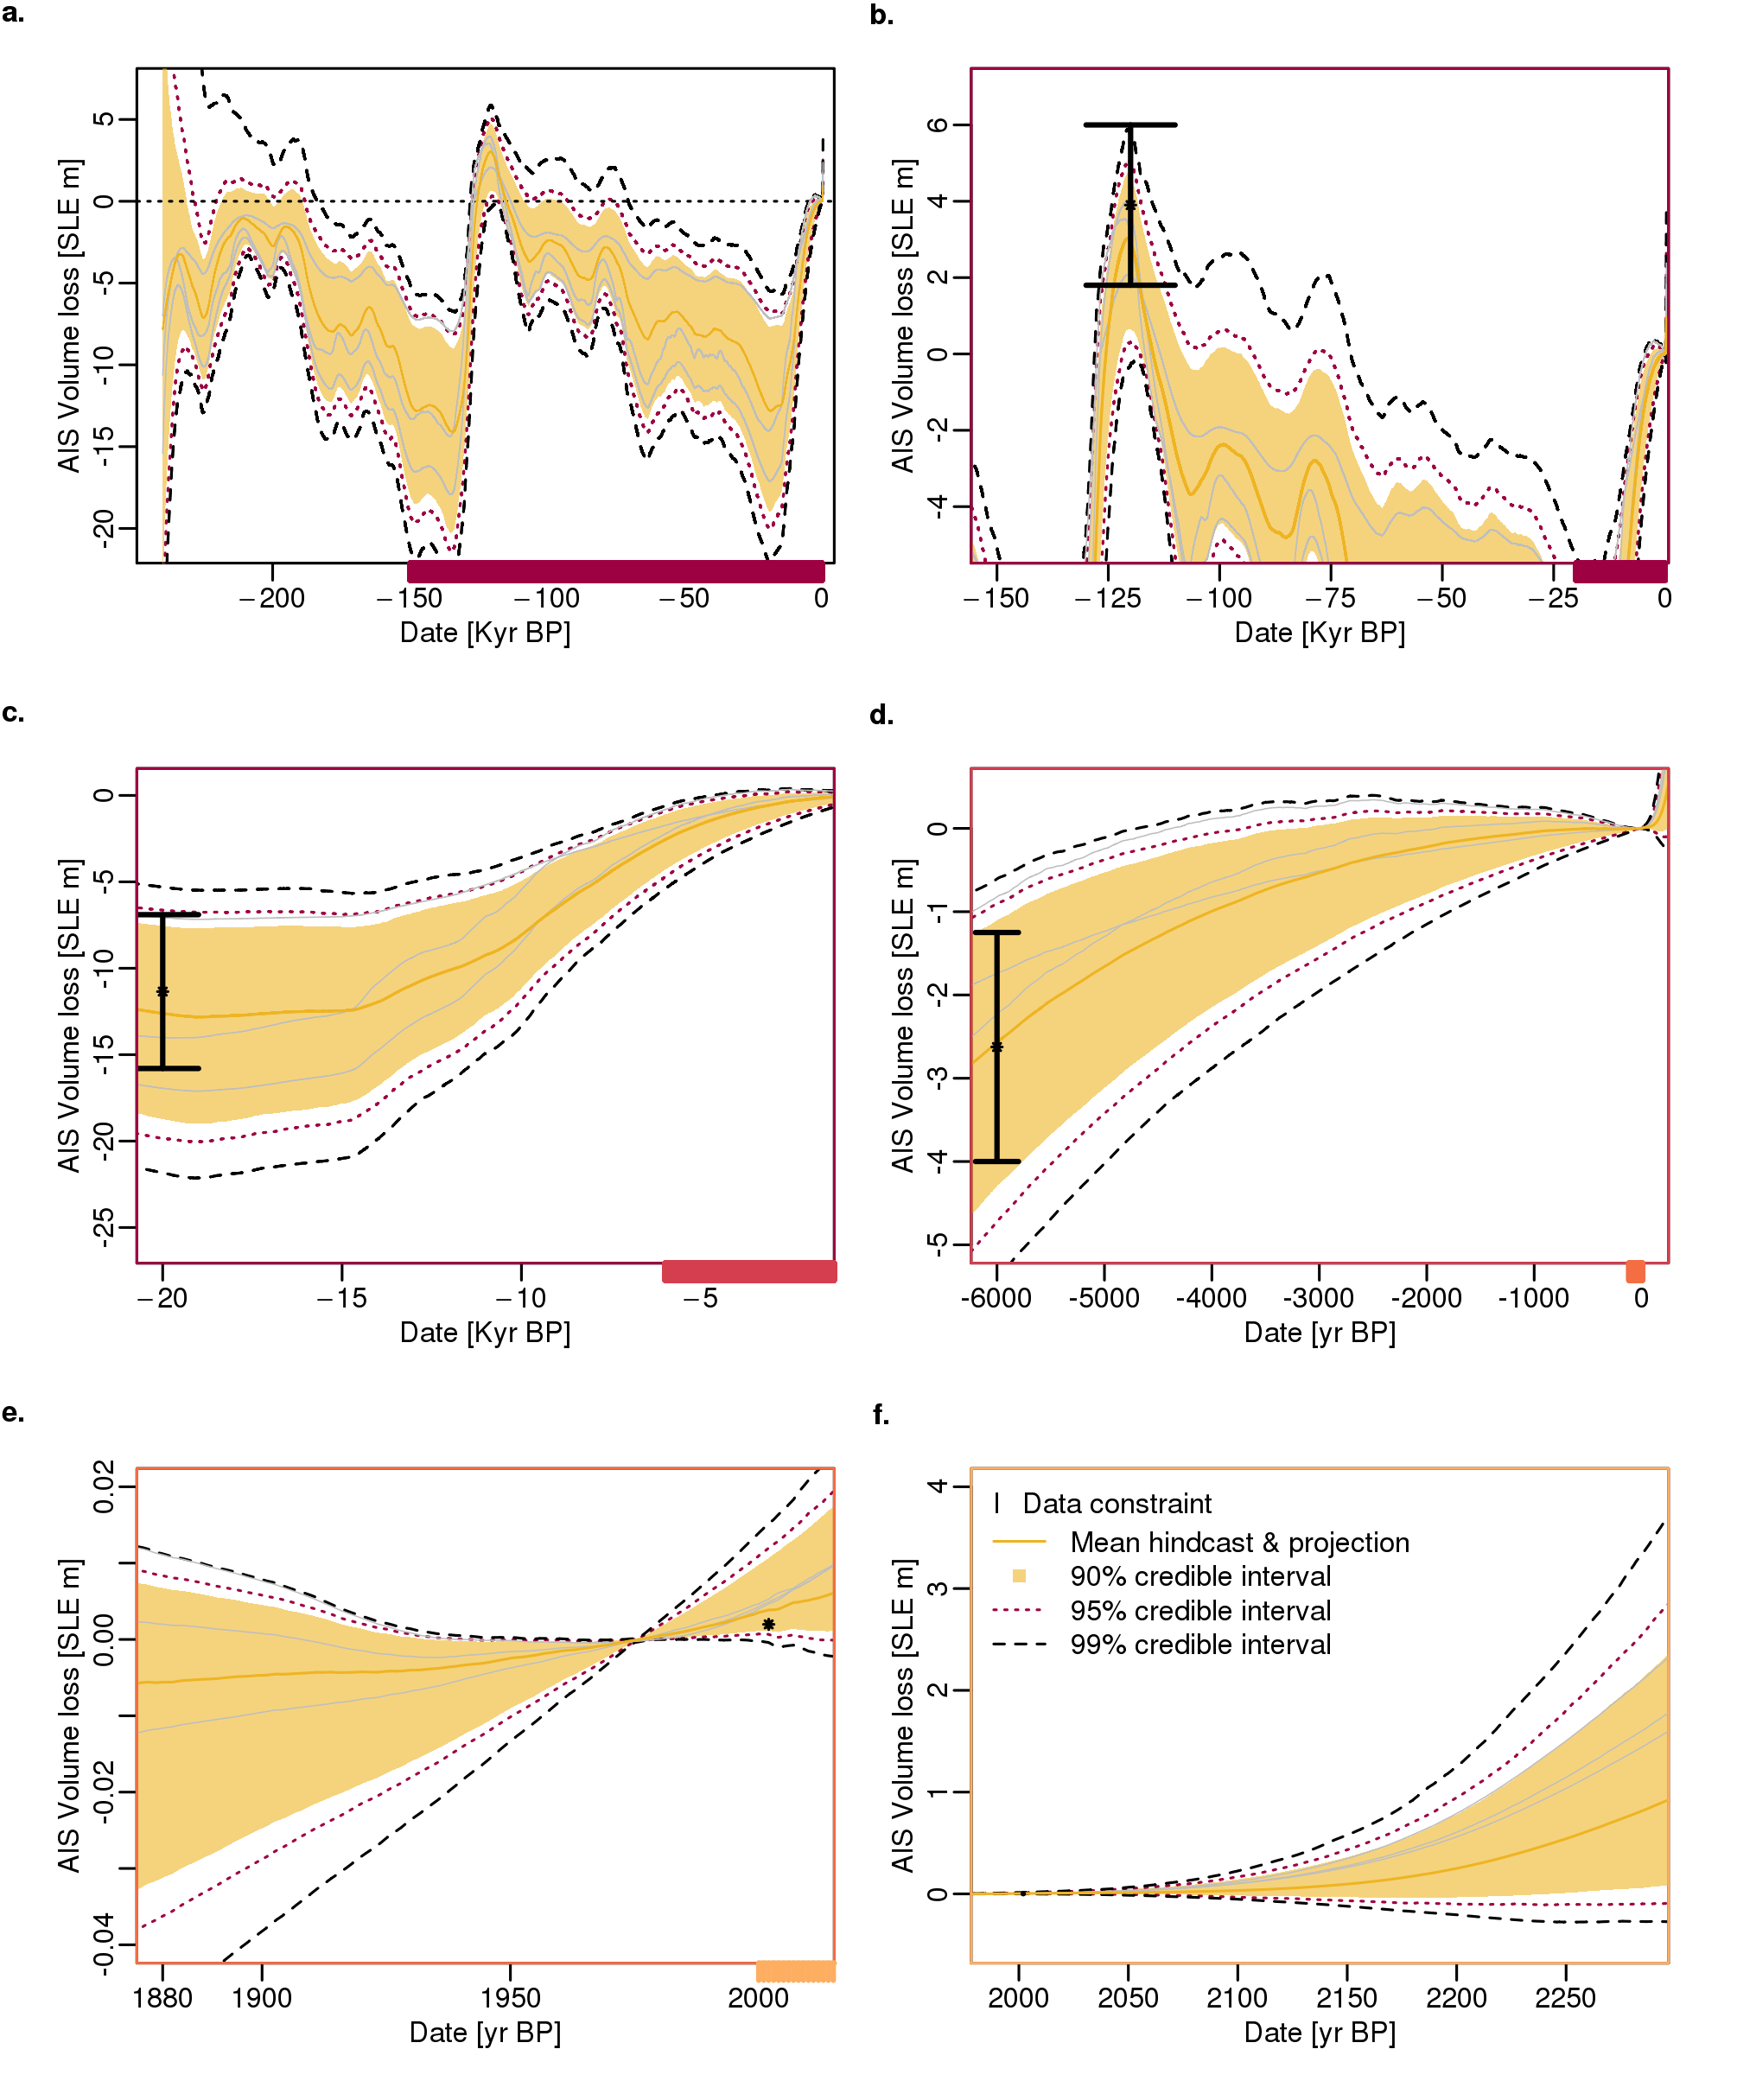 a.
AIS Volume loss [SLE m]
5
0
-5
-10
-15
-20
−200
−150
−100
−50
0
Date [Kyr BP]
b.
AIS Volume loss [SLE m]
6
4
2
0
-2
-4
−150
−125
−100
−75
−50
−25
0
Date [Kyr BP]
c.
AIS Volume loss [SLE m]
0
-5
-10
-15
-20
-25
−20
−15
−10
−5
Date [Kyr BP]
d.
AIS Volume loss [SLE m]
0
-1
-2
-3
-4
-5
-6000
-5000
-4000
-3000
-2000
-1000
0
Date [yr BP]
e.
AIS Volume loss [SLE m]
0.02
0.00
-0.02
-0.04
1880
1900
1950
2000
Date [yr BP]
f.
AIS Volume loss [SLE m]
4
3
2
1
0
Data constraint
Mean hindcast & projection
90% credible interval
95% credible interval
99% credible interval
2000
2050
2100
2150
2200
2250
Date [yr BP]